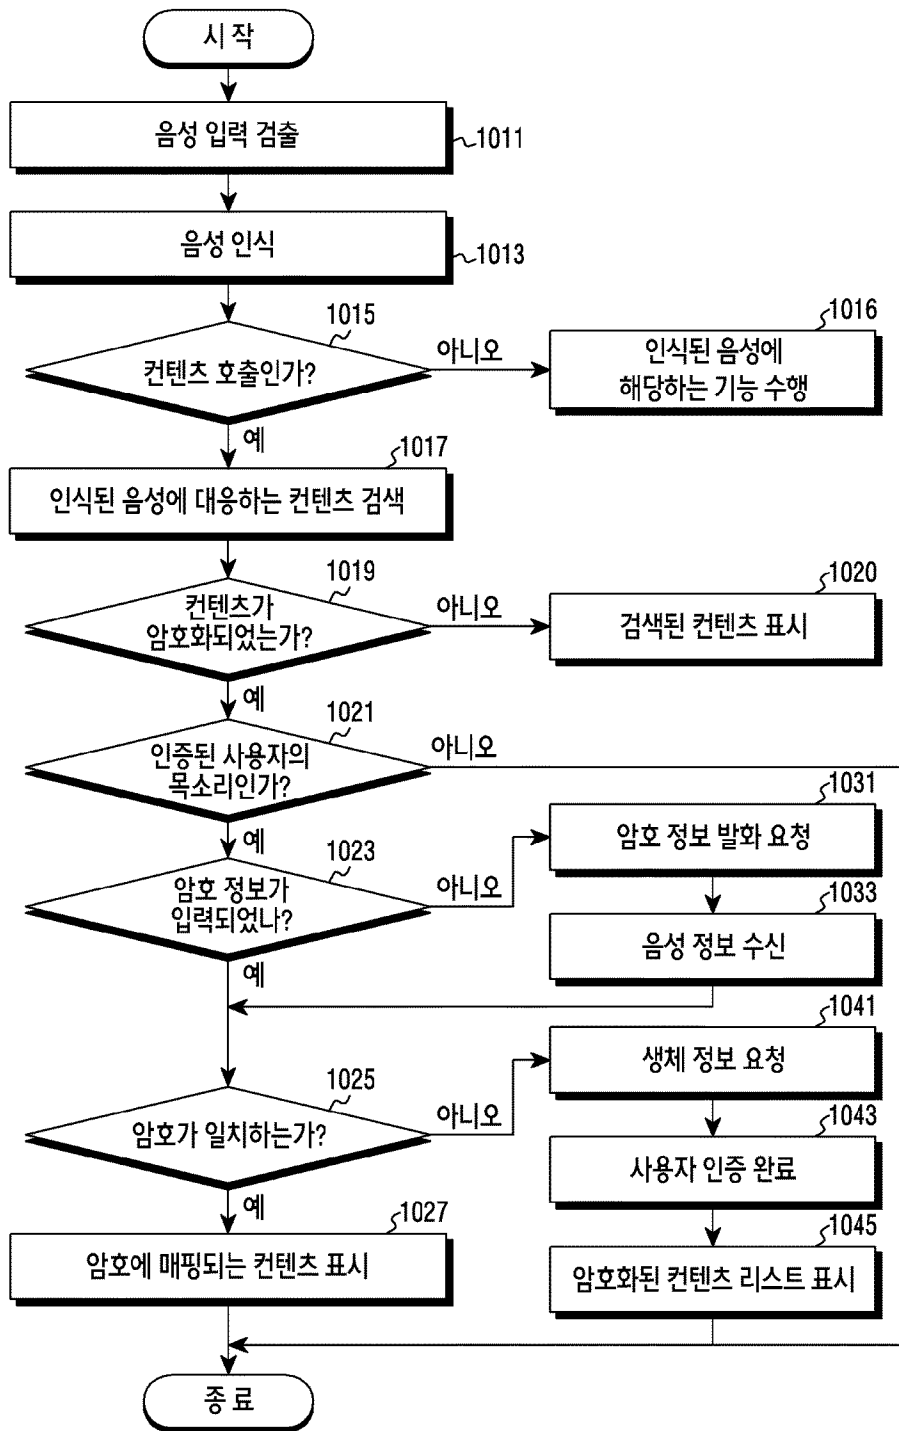 시 작
음성 입력 검출
1011
음성 인식
1013
1015
컨텐츠 호출인가?
아니오
1016
인식된 음성에
해당하는 기능 수행
예
1017
인식된 음성에 대응하는 컨텐츠 검색
1019
컨텐츠가
암호화되었는가?
아니오
1020
검색된 컨텐츠 표시
예
1021
인증된 사용자의
목소리인가?
아니오
예
1023
암호 정보가
입력되었나?
아니오
1031
암호 정보 발화 요청
1033
음성 정보 수신
예
1025
암호가 일치하는가?
아니오
1041
생체 정보 요청
1043
사용자 인증 완료
1045
암호화된 컨텐츠 리스트 표시
예
1027
암호에 매핑되는 컨텐츠 표시
종 료